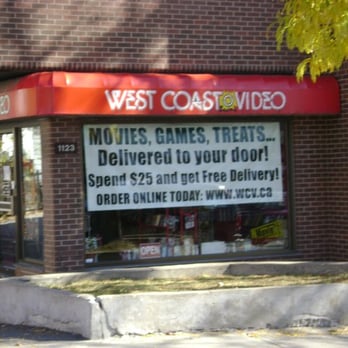 WEST COAST VIDEO
1123
MOVIES, GAMES, TREATS...
Delivered to your door!
Spend $25 and get Free Delivery!
ORDER ONLINE TODAY: www.wcv.ca
OPEN